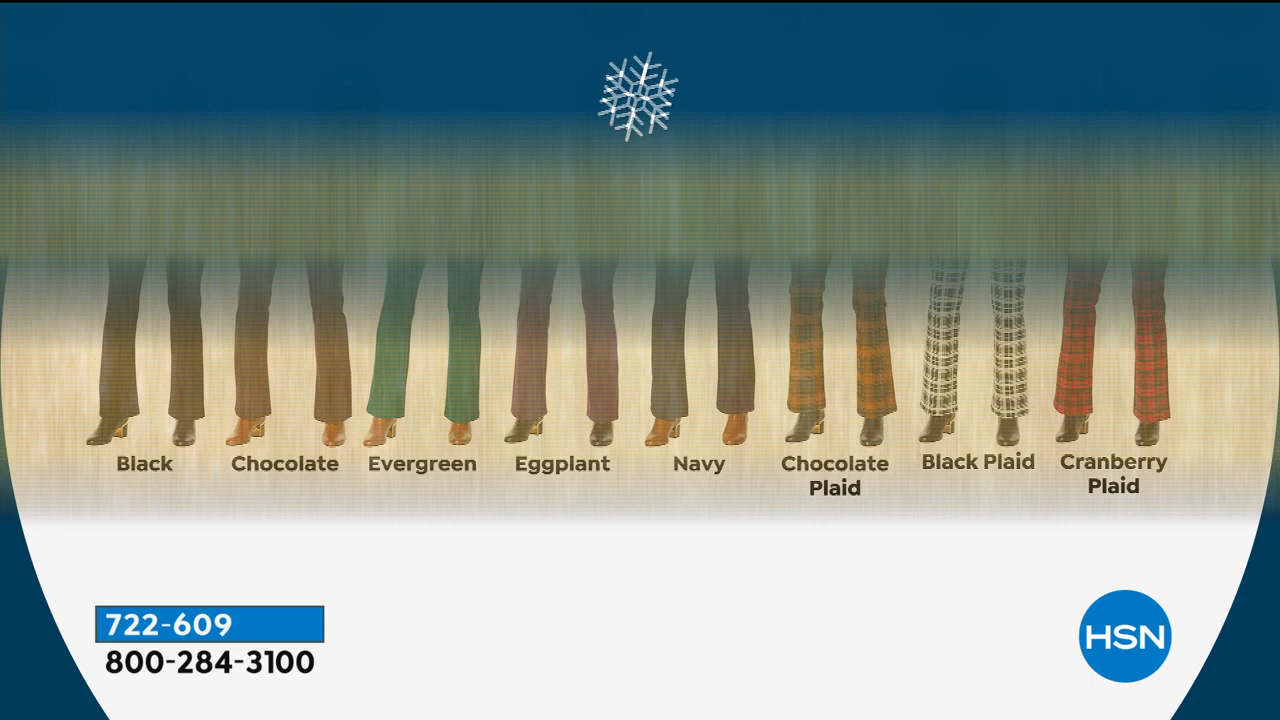 Black
Chocolate
Evergreen
Eggplant
Navy
Chocolate
Plaid
Black Plaid
Cranberry
Plaid
722-609
800-284-3100
HSN